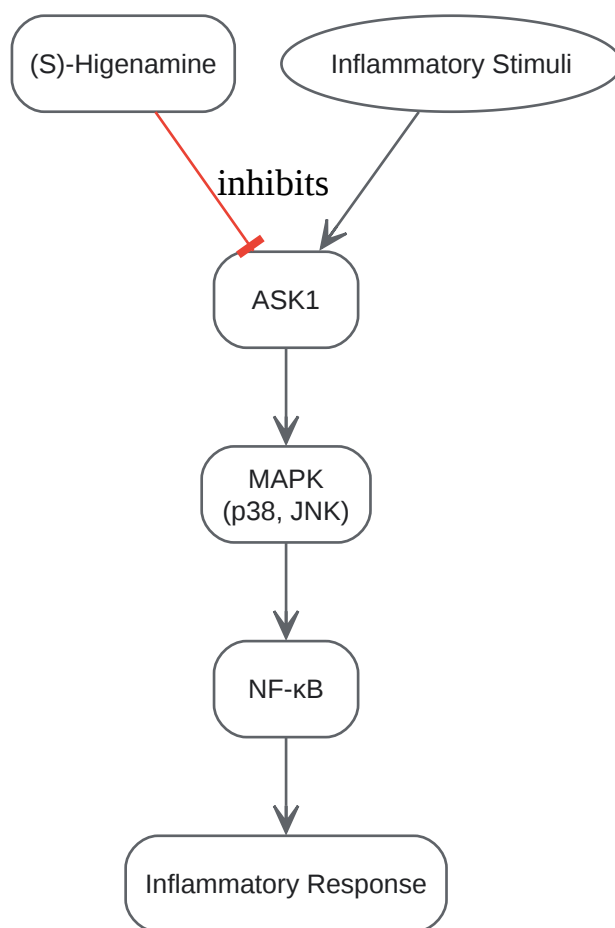 (S)-Higenamine
Inflammatory Stimuli
inhibits
ASK1
MAPK
(p38, JNK)
NF-κB
Inflammatory Response